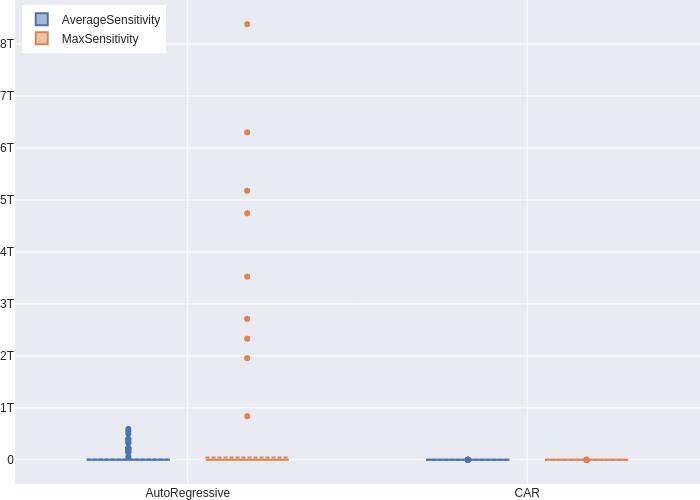 AverageSensitivity
MaxSensitivity
8T
7T
6T
5T
4T
3T
2T
1T
0
AutoRegressive
CAR